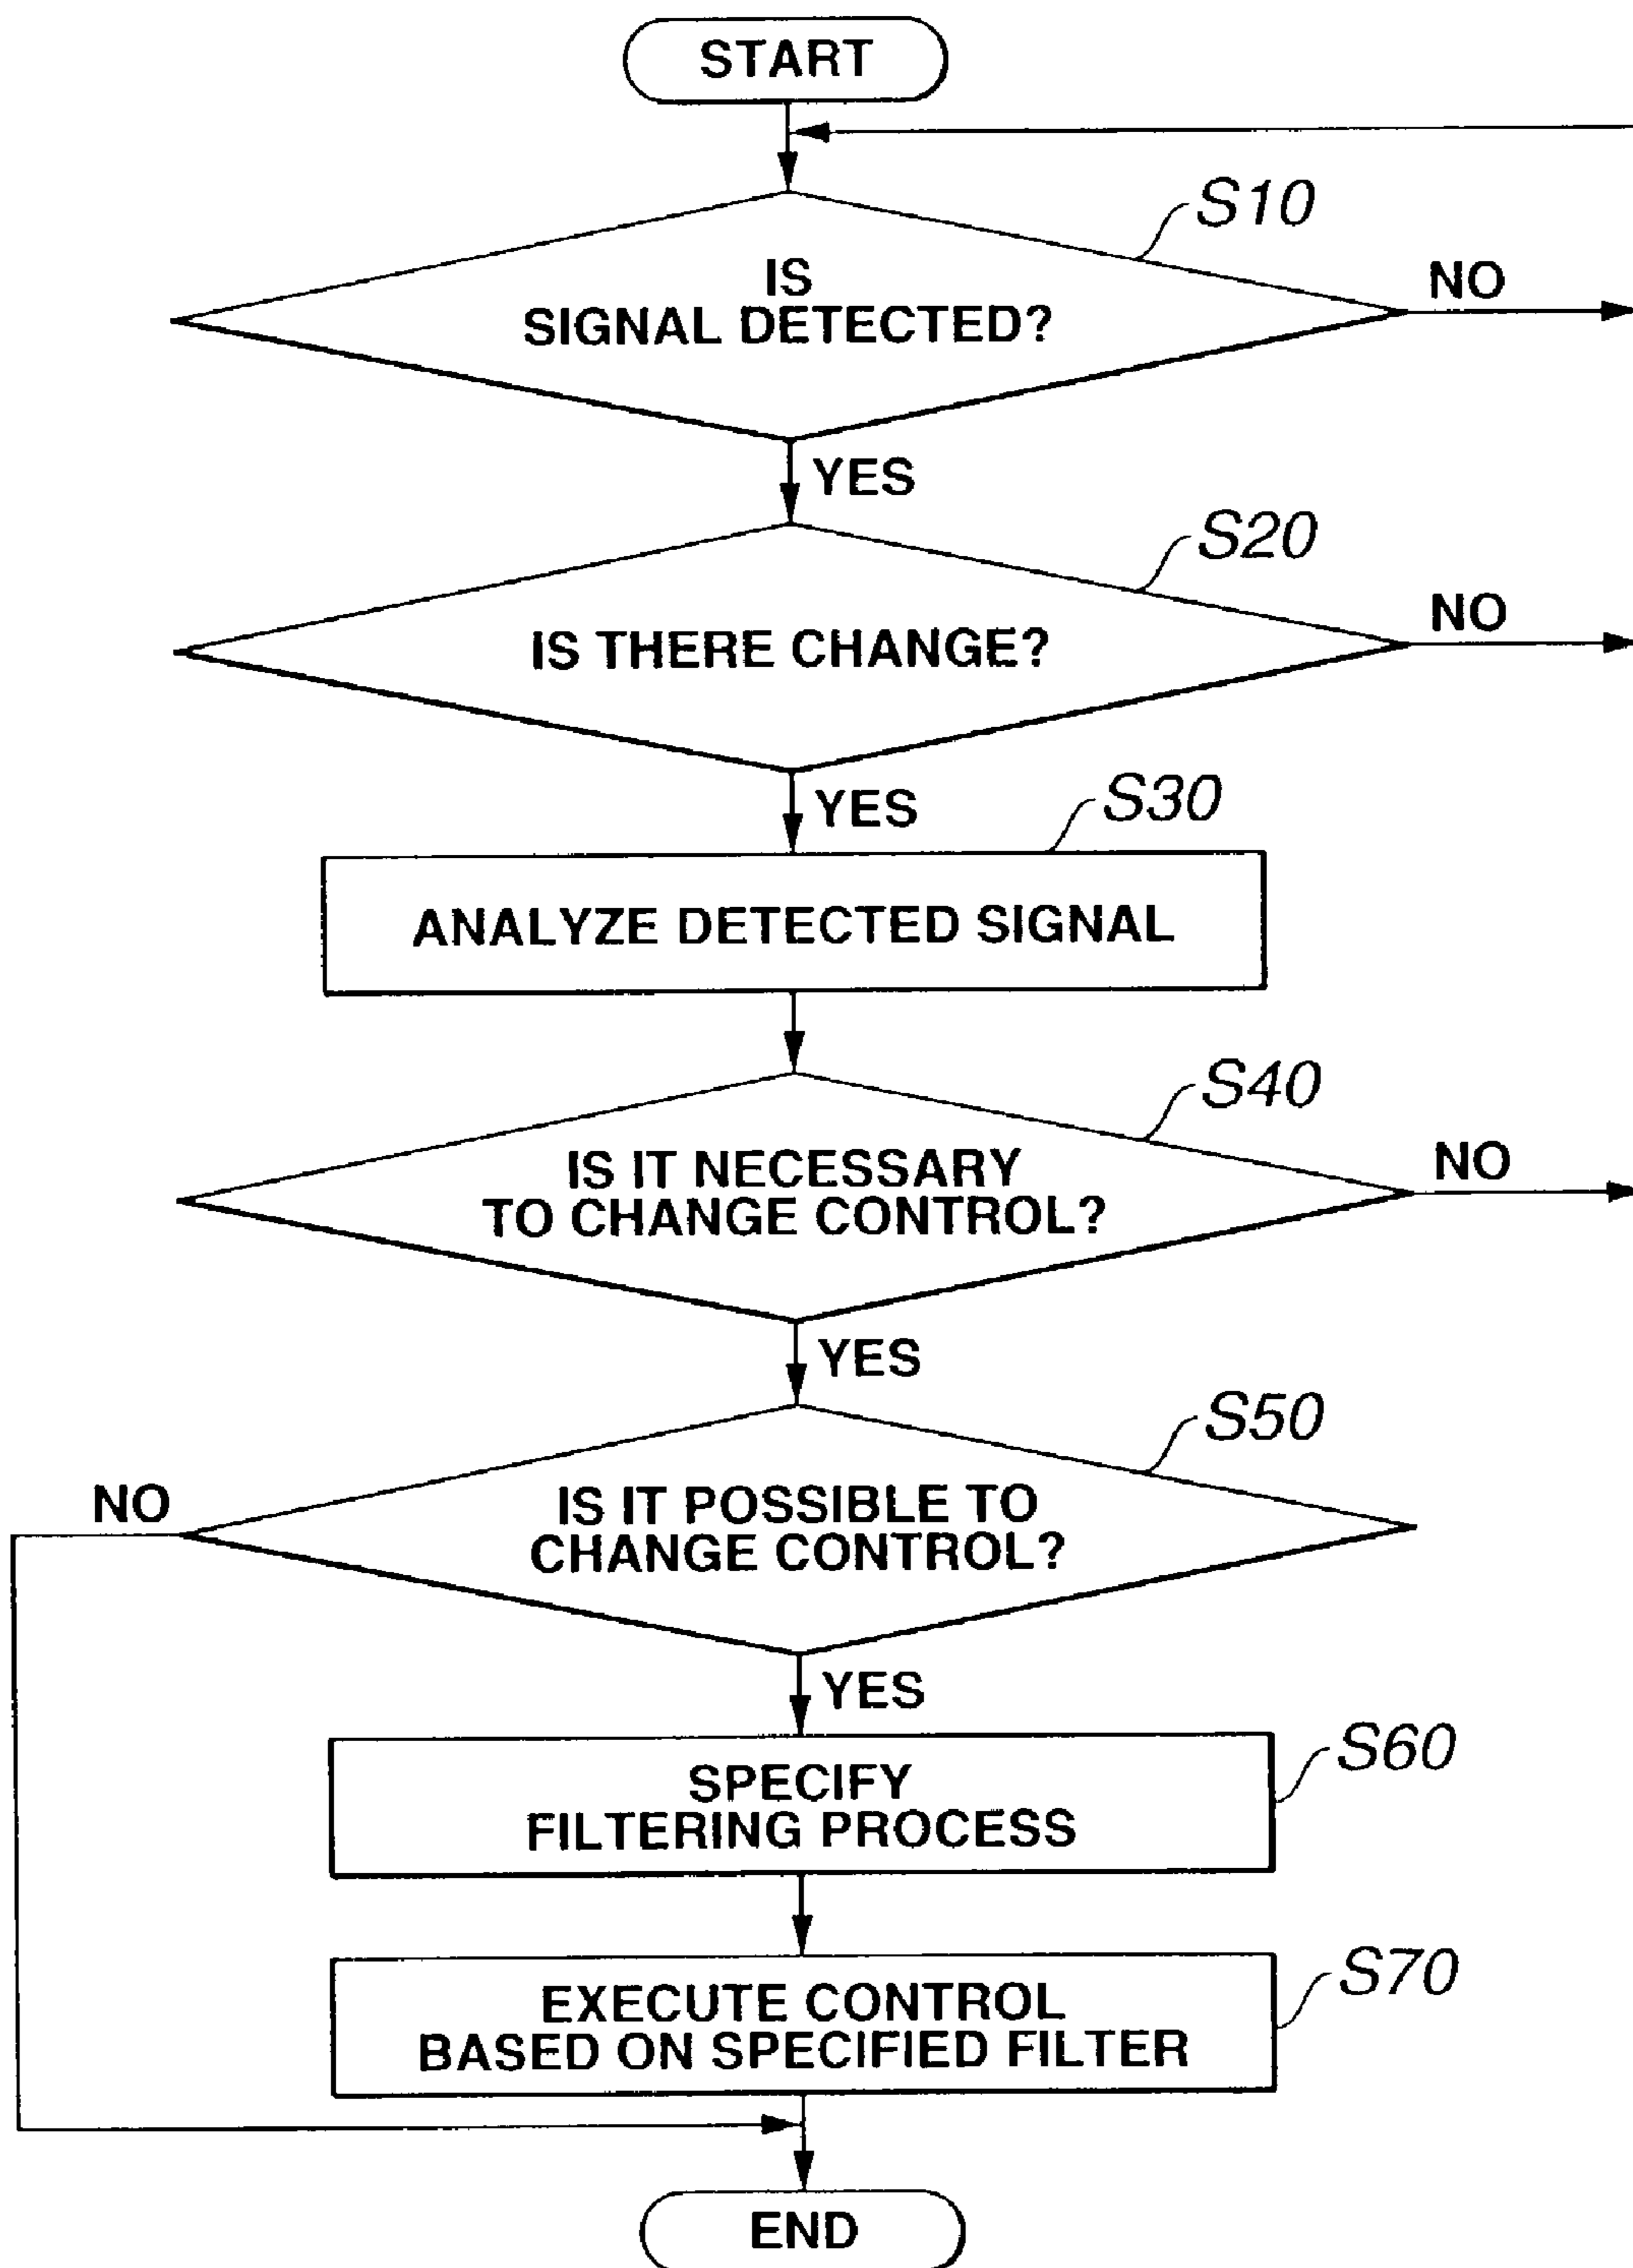 START
S10
IS
SIGNAL DETECTED?
NO
YES
S20
IS THERE CHANGE?
NO
YES
S30
ANALYZE DETECTED SIGNAL
S40
IS IT NECESSARY
TO CHANGE CONTROL?
NO
YES
S50
NO
IS IT POSSIBLE TO
CHANGE CONTROL?
YES
S60
SPECIFY
FILTERING PROCESS
S70
EXECUTE CONTROL
BASED ON SPECIFIED FILTER
END